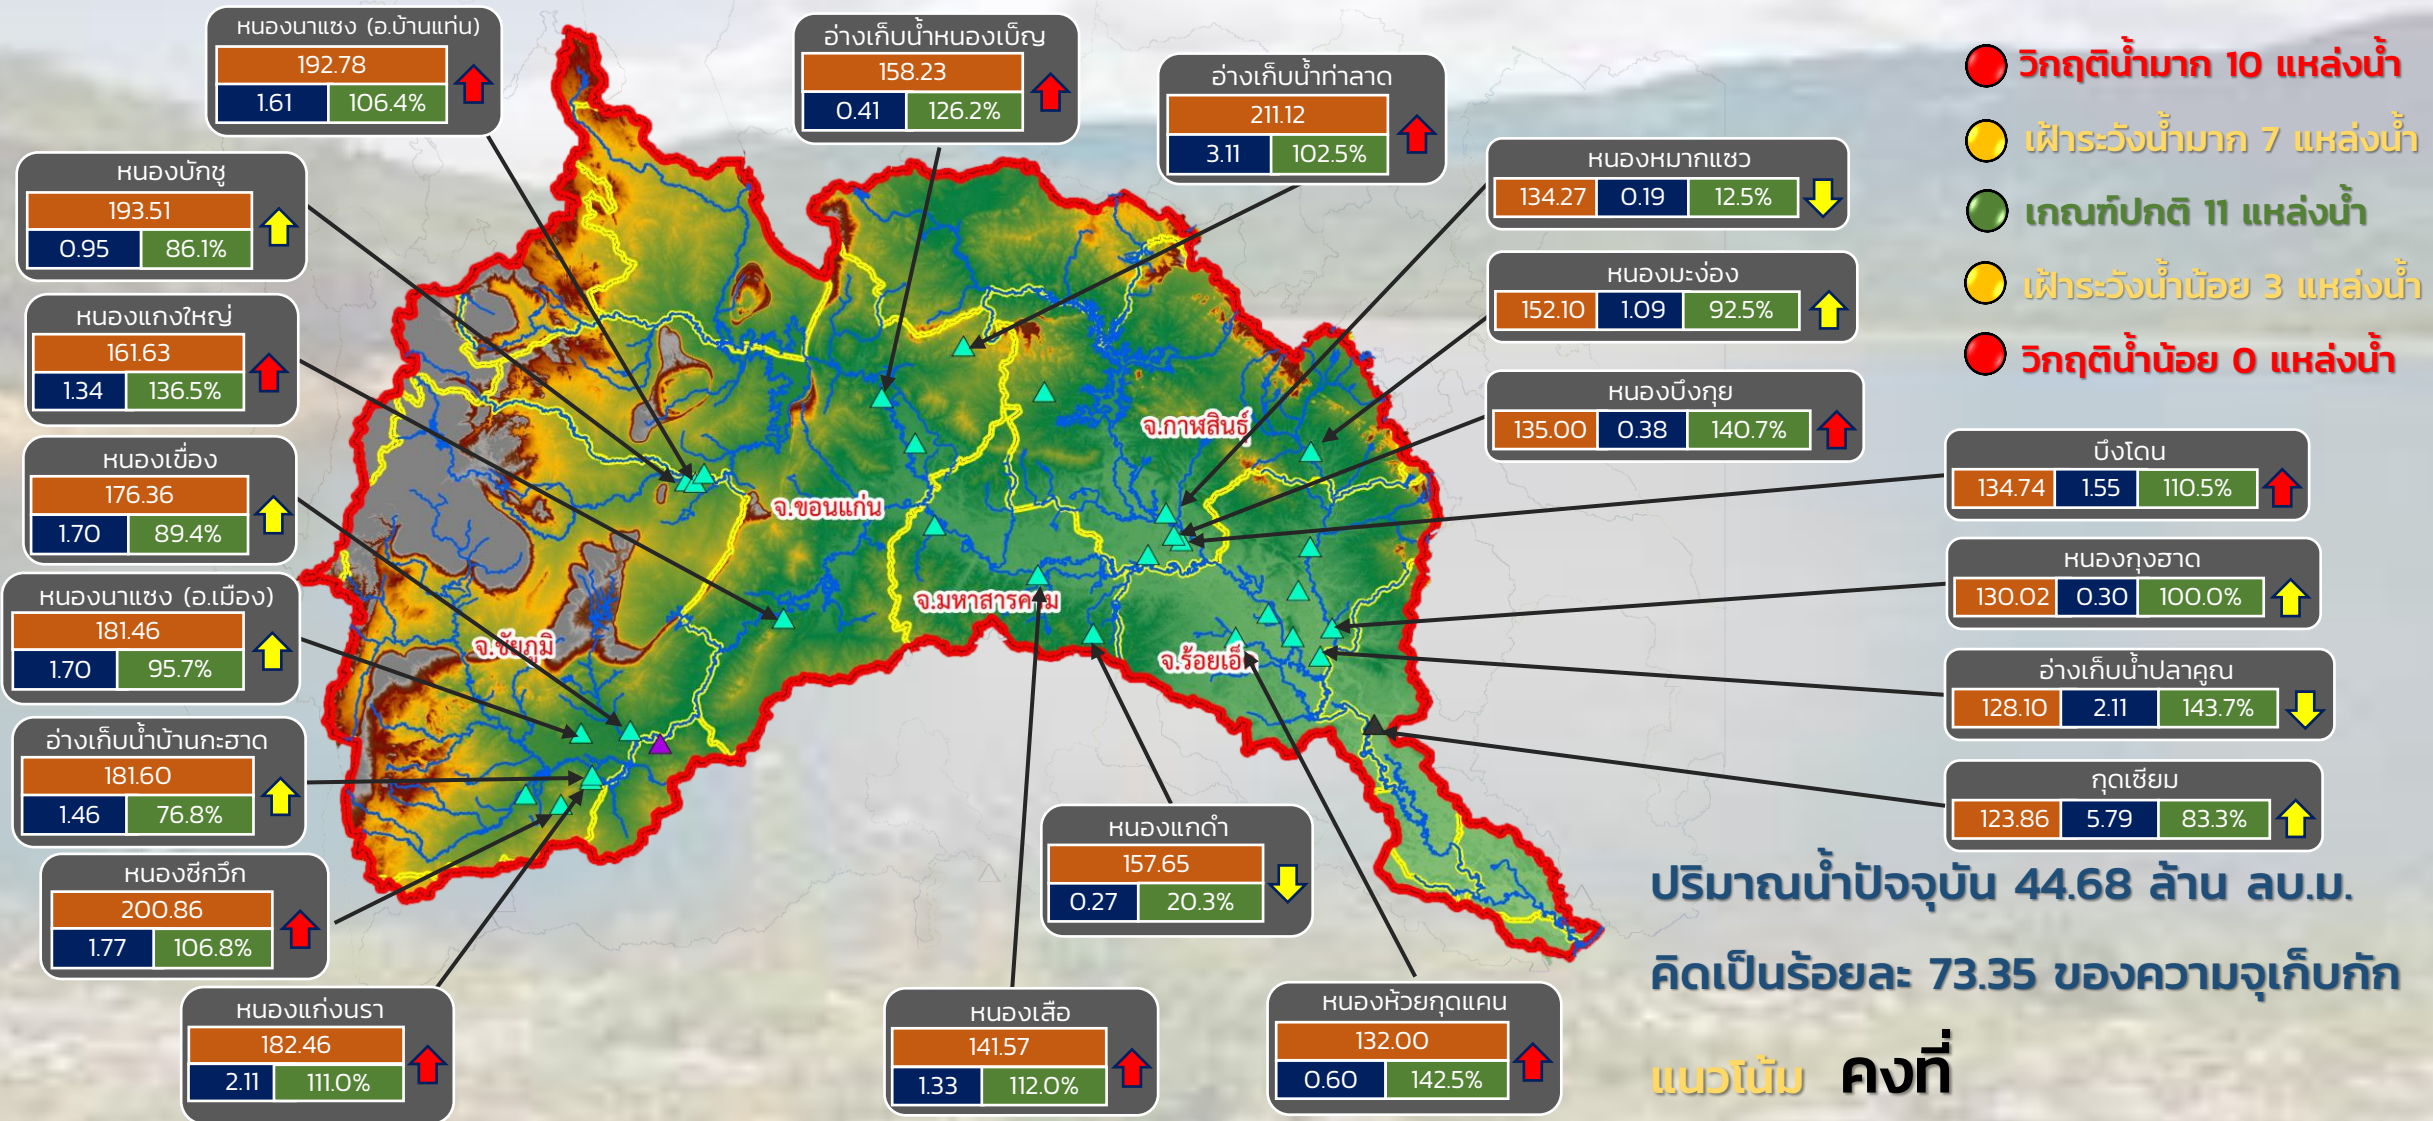 หนองนาแซง (อ.บ้านแท่น)
192.78
1.61 106.4%
อ่างเก็บน้ำหนองเบ็ญ
158.23
0.41 126.2%
อ่างเก็บน้ำท่าลาด
211.12
3.11 102.5%
วิกฤติน้ำมาก 10 แหล่งน้ำ
เฝ้าระวังน้ำมาก 7 แหล่งน้ำ
เกณฑ์ปกติ 11 แหล่งน้ำ
เฝ้าระวังน้ำน้อย 3 แหล่งน้ำ
วิกฤติน้ำน้อย 0 แหล่งน้ำ
หนองบักชู
193.51
0.95 86.1%
หนองหมากแซว
134.27 0.19 12.5%
หนองมะง่อง
152.10 1.09 92.5%
หนองแกงใหญ่
161.63
1.34 136.5%
หนองบึงกุย
135.00 0.38 140.7%
หนองเขื่อง
176.36
1.70 89.4%
บึงโดน
134.74 1.55 110.5%
จ.กาฬสินธุ์
จ.ขอนแก่น
จ.มหาสารคาม
จ.ชัยภูมิ
จ.ร้อยเอ็
หนองกุงฮาด
130.02 0.30 100.0%
หนองนาแซง (อ.เมือง)
181.46
1.70 95.7%
อ่างเก็บน้ำปลาคูณ
128.10 2.11 143.7%
อ่างเก็บน้ำบ้านกะฮาด
181.60
1.46 76.8%
กุดเซียม
123.86 5.79 83.3%
หนองแกดำ
157.65
0.27 20.3%
หนองซีกวึก
200.86
1.77 106.8%
หนองแก่งนรา
182.46
2.11 111.0%
หนองเสือ
141.57
1.33 112.0%
หนองห้วยกุดแคน
132.00
0.60 142.5%
ปริมาณน้ำปัจจุบัน 44.68 ล้าน ลบ.ม.
คิดเป็นร้อยละ 73.35 ของความจุเก็บกัก
แนวโน้ม คงที่